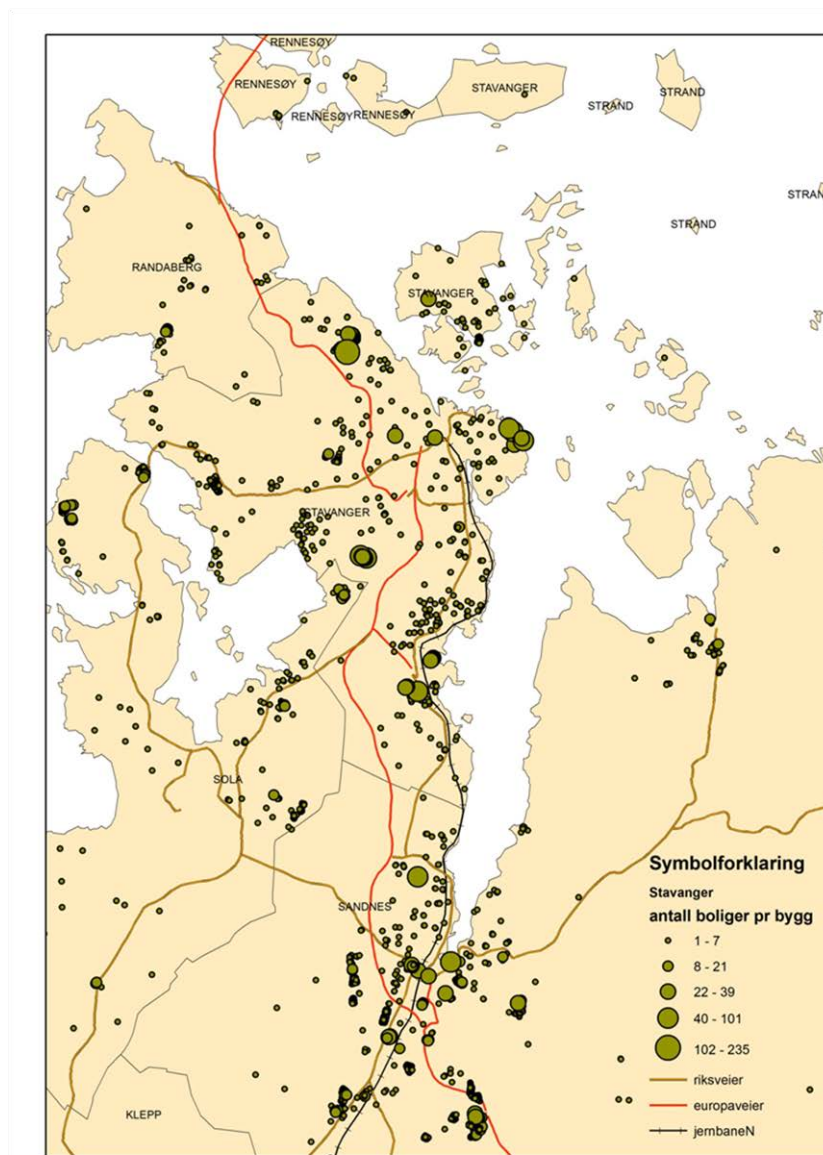 RENNESØY
RENNESØY
STAVANGER
STRAND
STRAND
RENNESØY
RENNESØY
STRAN
STRAND
RANDABERG
STAVANGER
STAVANGER
SOLA
SANDNES
KLEPP
Symbolforklaring
Stavanger
antall boliger pr bygg
1 - 7
8 - 21
22 - 39
40 - 101
102 - 235
riksveier
europaveier
jernbaneN